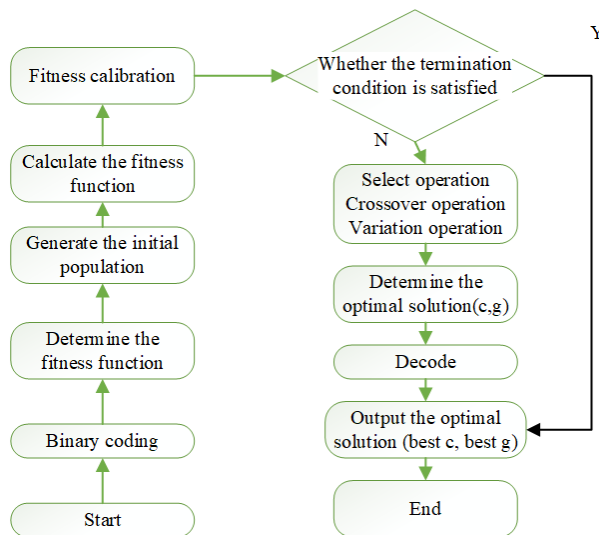 Fitness calibration
Calculate the fitness
function
Generate the initial
population
Determine the
fitness function
Binary coding
Start
Whether the termination
condition is satisfied
Y
N
Select operation
Crossover operation
Variation operation
Determine the
optimal solution(c,g)
Decode
Output the optimal
solution (best c, best g)
End